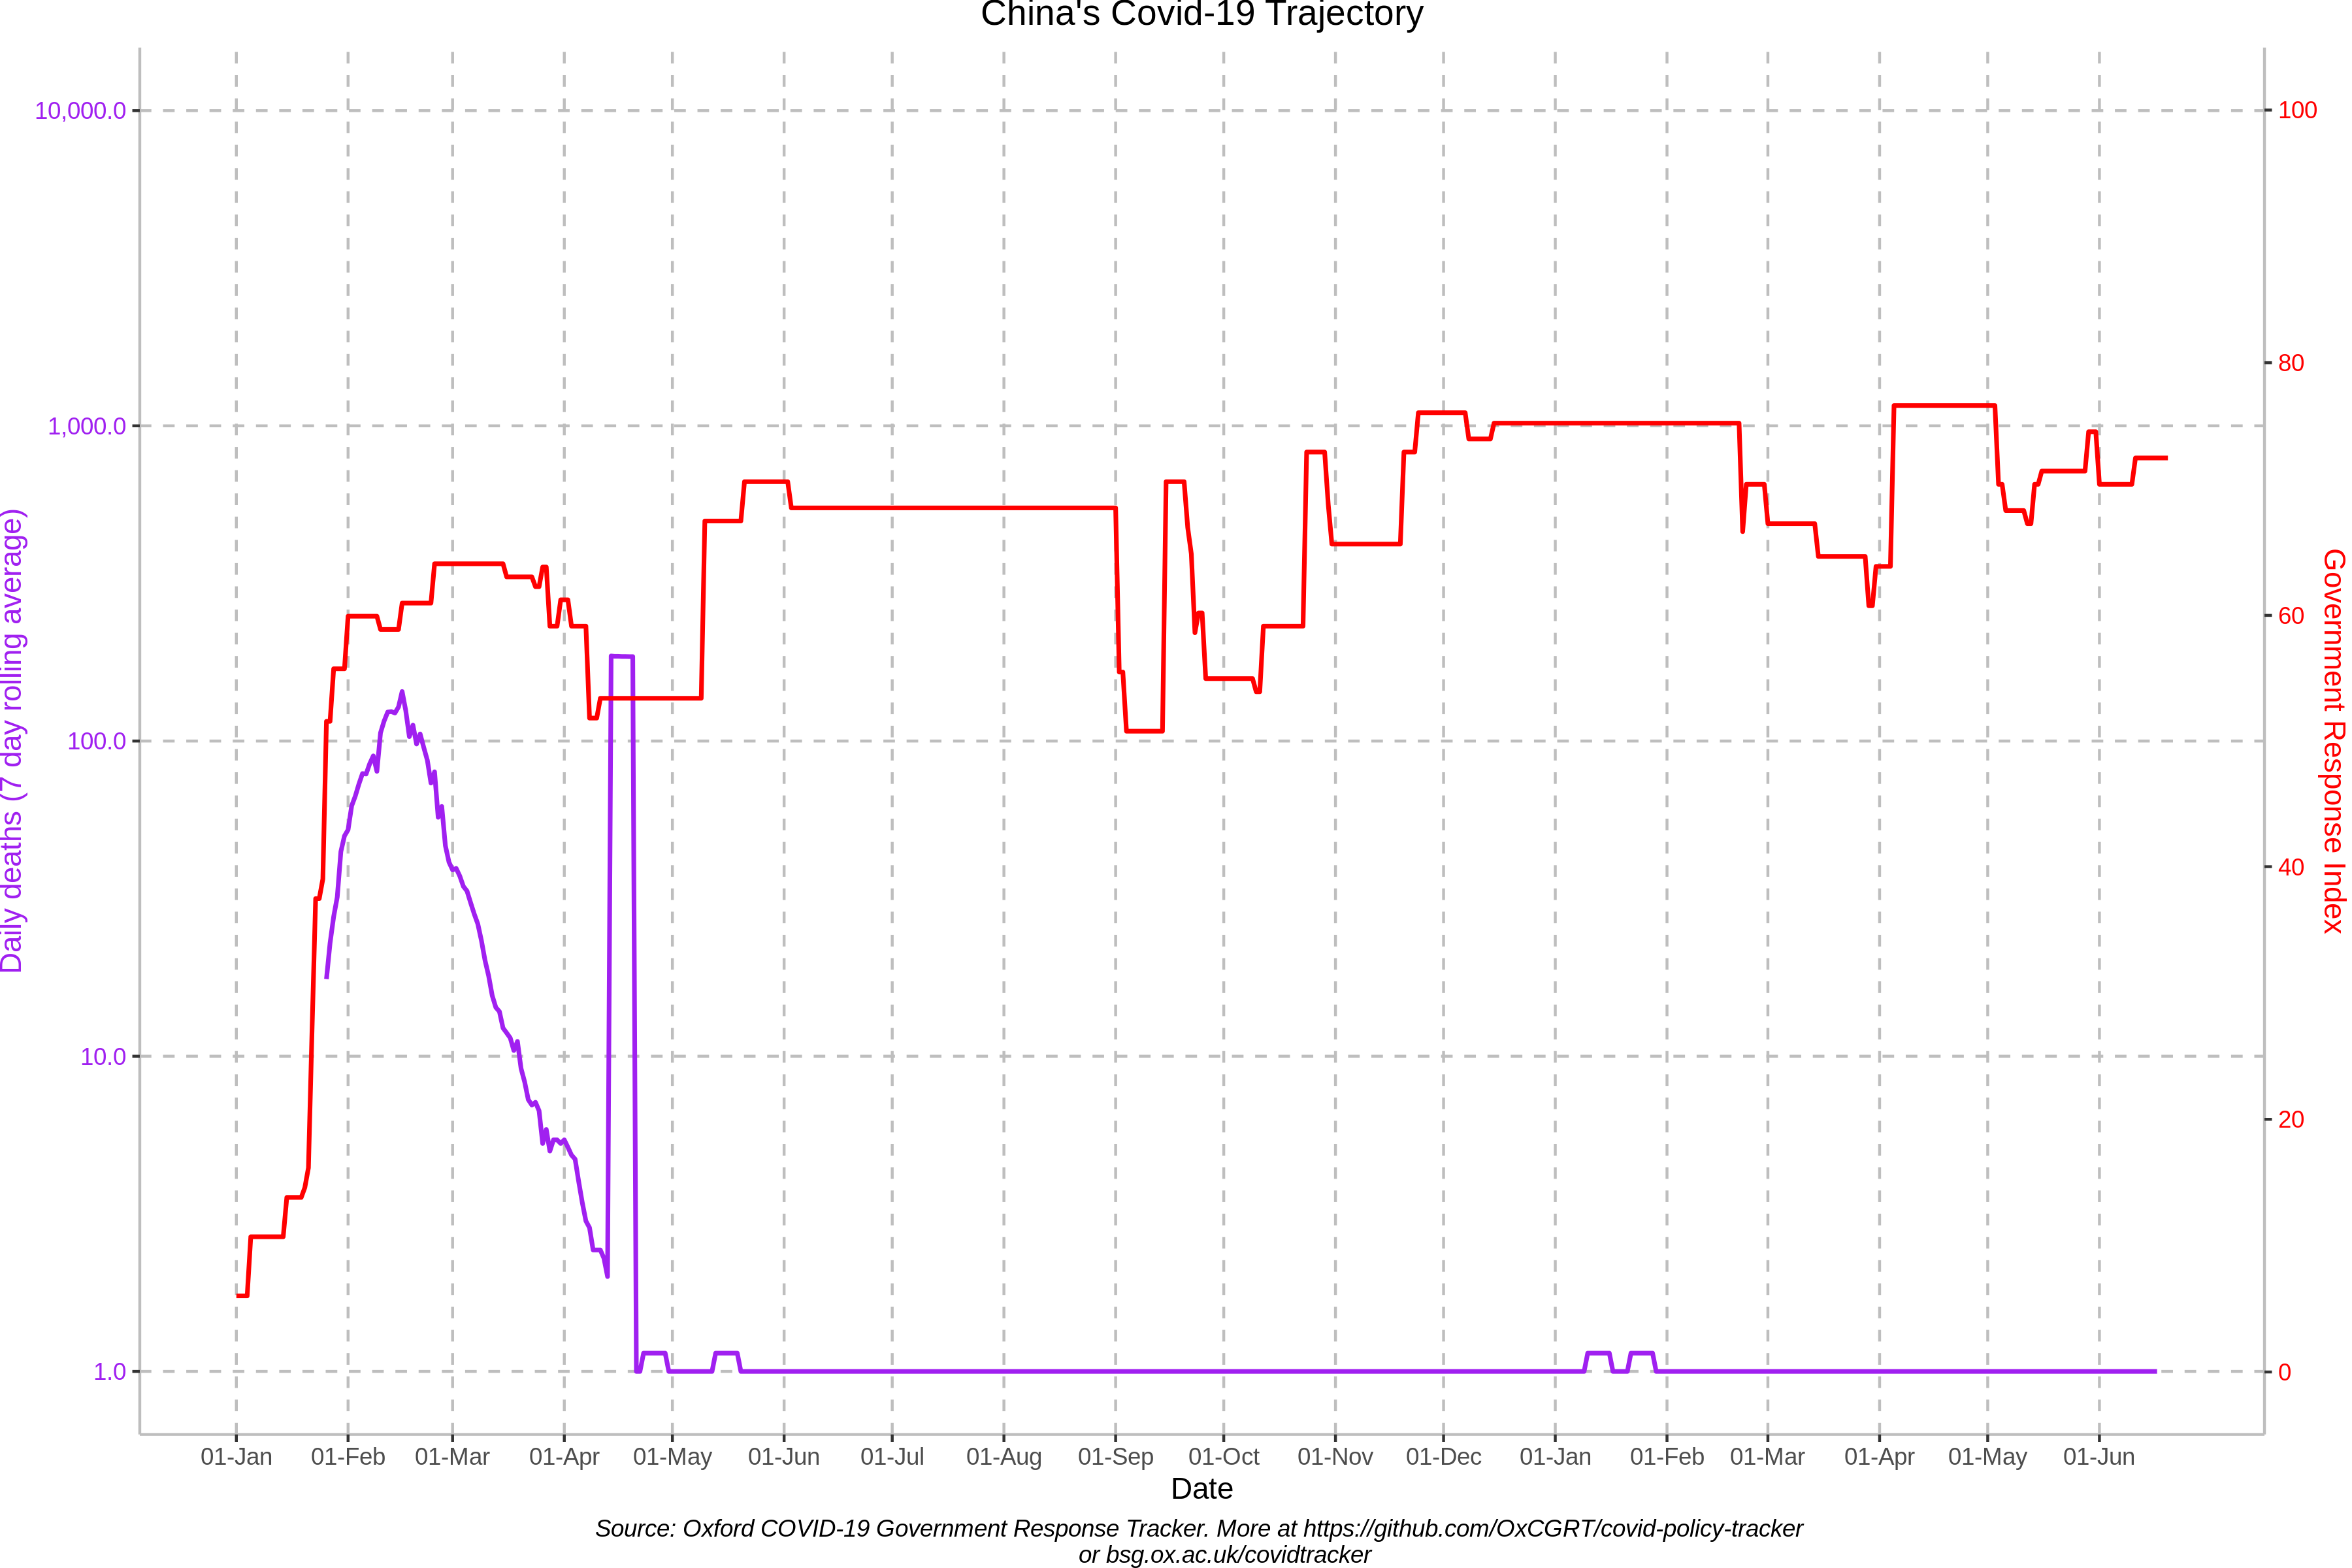 China's Covid-19 Trajectory
10,000.0
1,000.0
100.0
10.0
1.0
Daily deaths (7 day rolling average)
100
80
60
40
20
0
Government Response Index
01-Jan 01-Feb 01-Mar 01-Apr 01-May 01-Jun 01-Jul 01-Aug 01-Sep 01-Oct 01-Nov 01-Dec 01-Jan 01-Feb 01-Mar 01-Apr 01-May 01-Jun
Date
Source: Oxford COVID-19 Government Response Tracker. More at https://github.com/OxCGRT/covid-policy-tracker
or bsg.ox.ac.uk/covidtracker